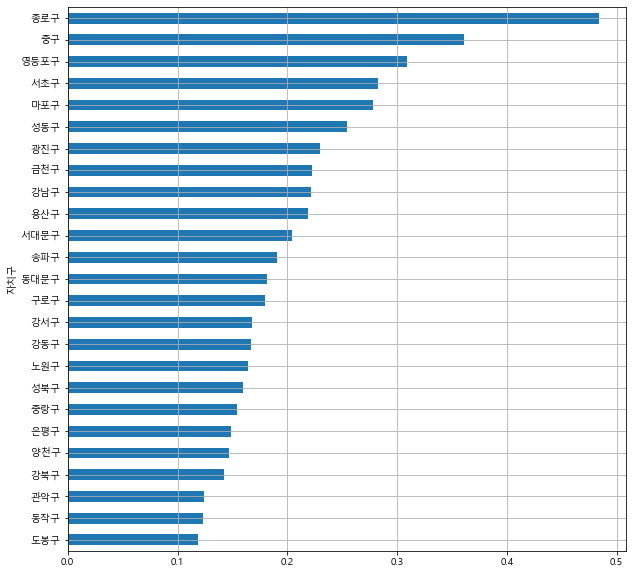 종로구
중구
영등포구
서초구
마포구
성동구
광진구
금천구
강남구
용산구
서대문구
송파구
동대문구
구로구
강서구
강동구
노원구
성북구
중랑구
은평구
양천구
강북구
관악구
동작구
도봉구
자치구
0.0 0.1 0.2 0.3 0.4 0.5